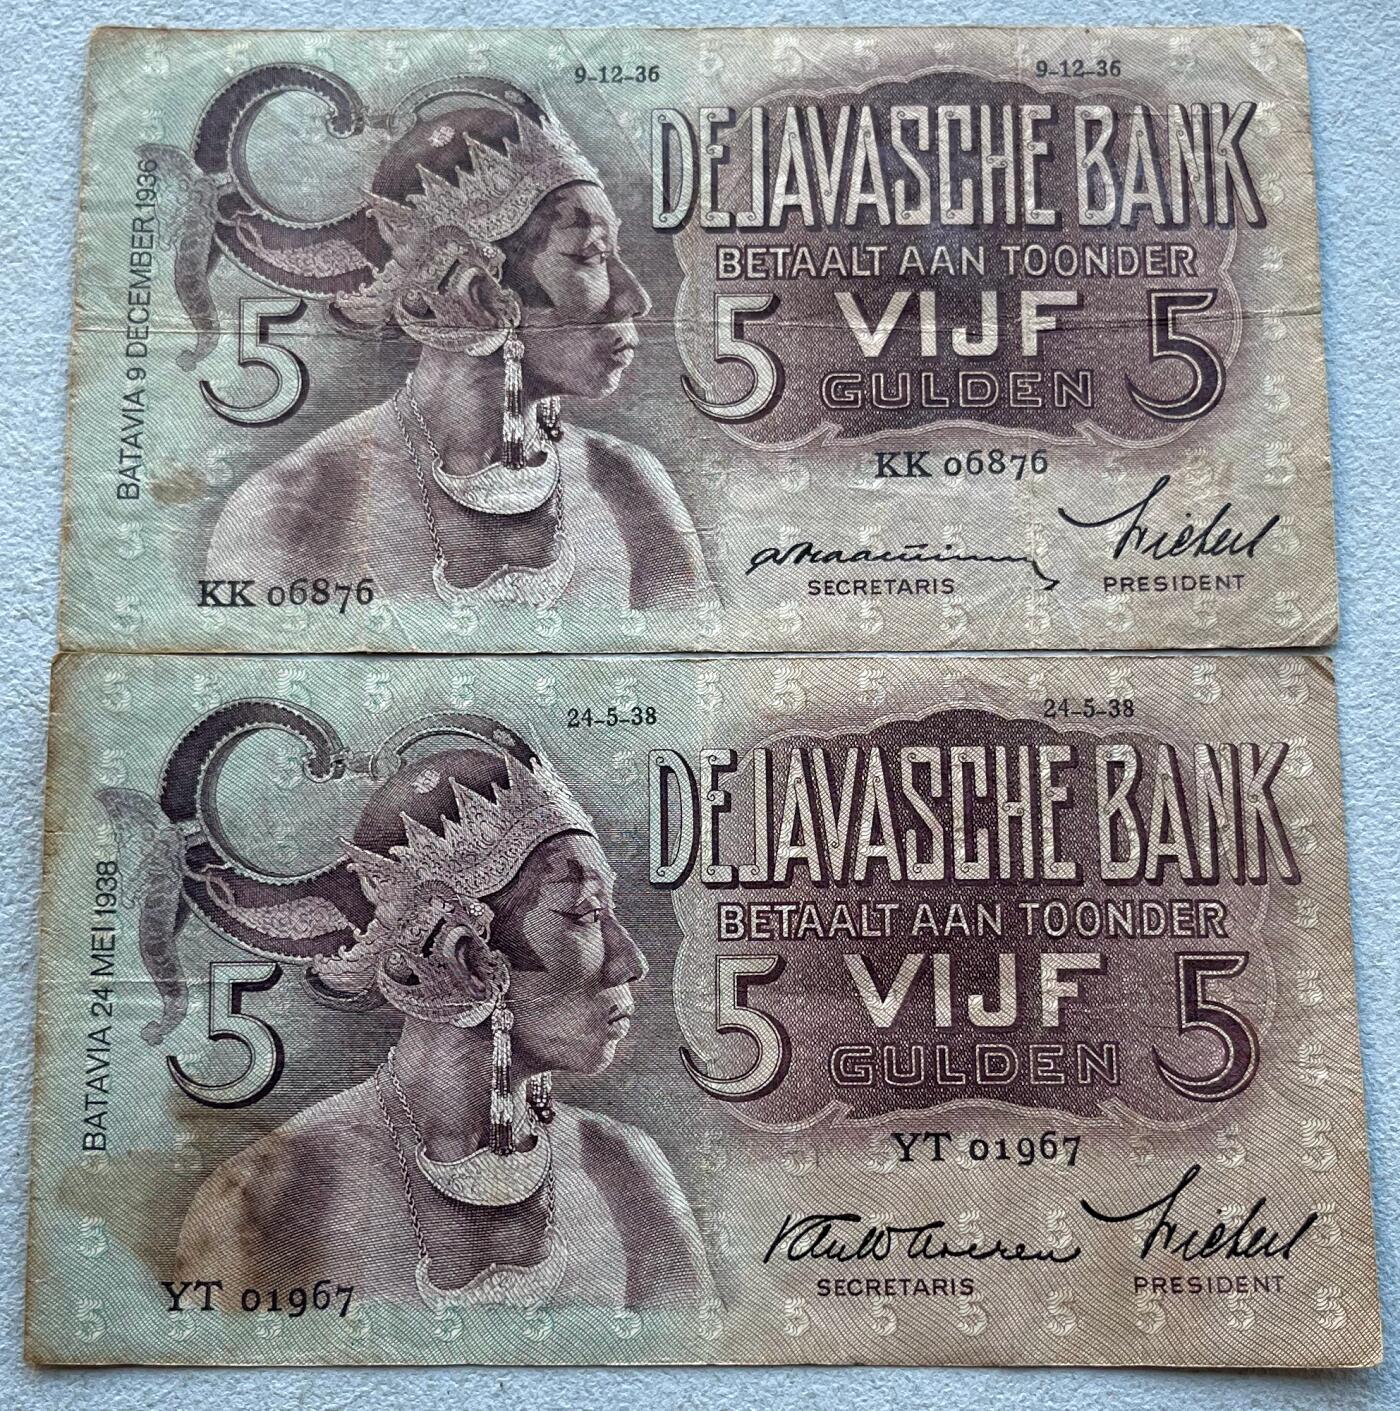 9-12-36
9-12-36
DE JAVASCHE BANK
BETAALT AAN TOONDER
5 VIJF 5
GULDEN
5
BATAVIA 9 DECEMBER 1936
KK 06876
KK 06876
SECRETARIS
PRESIDENT
24-5-38
24-5-38
DE JAVASCHE BANK
BETAALT AAN TOONDER
5 VIJF 5
GULDEN
5
BATAVIA 24 MEI 1938
YT 01967
YT 01967
SECRETARIS
PRESIDENT